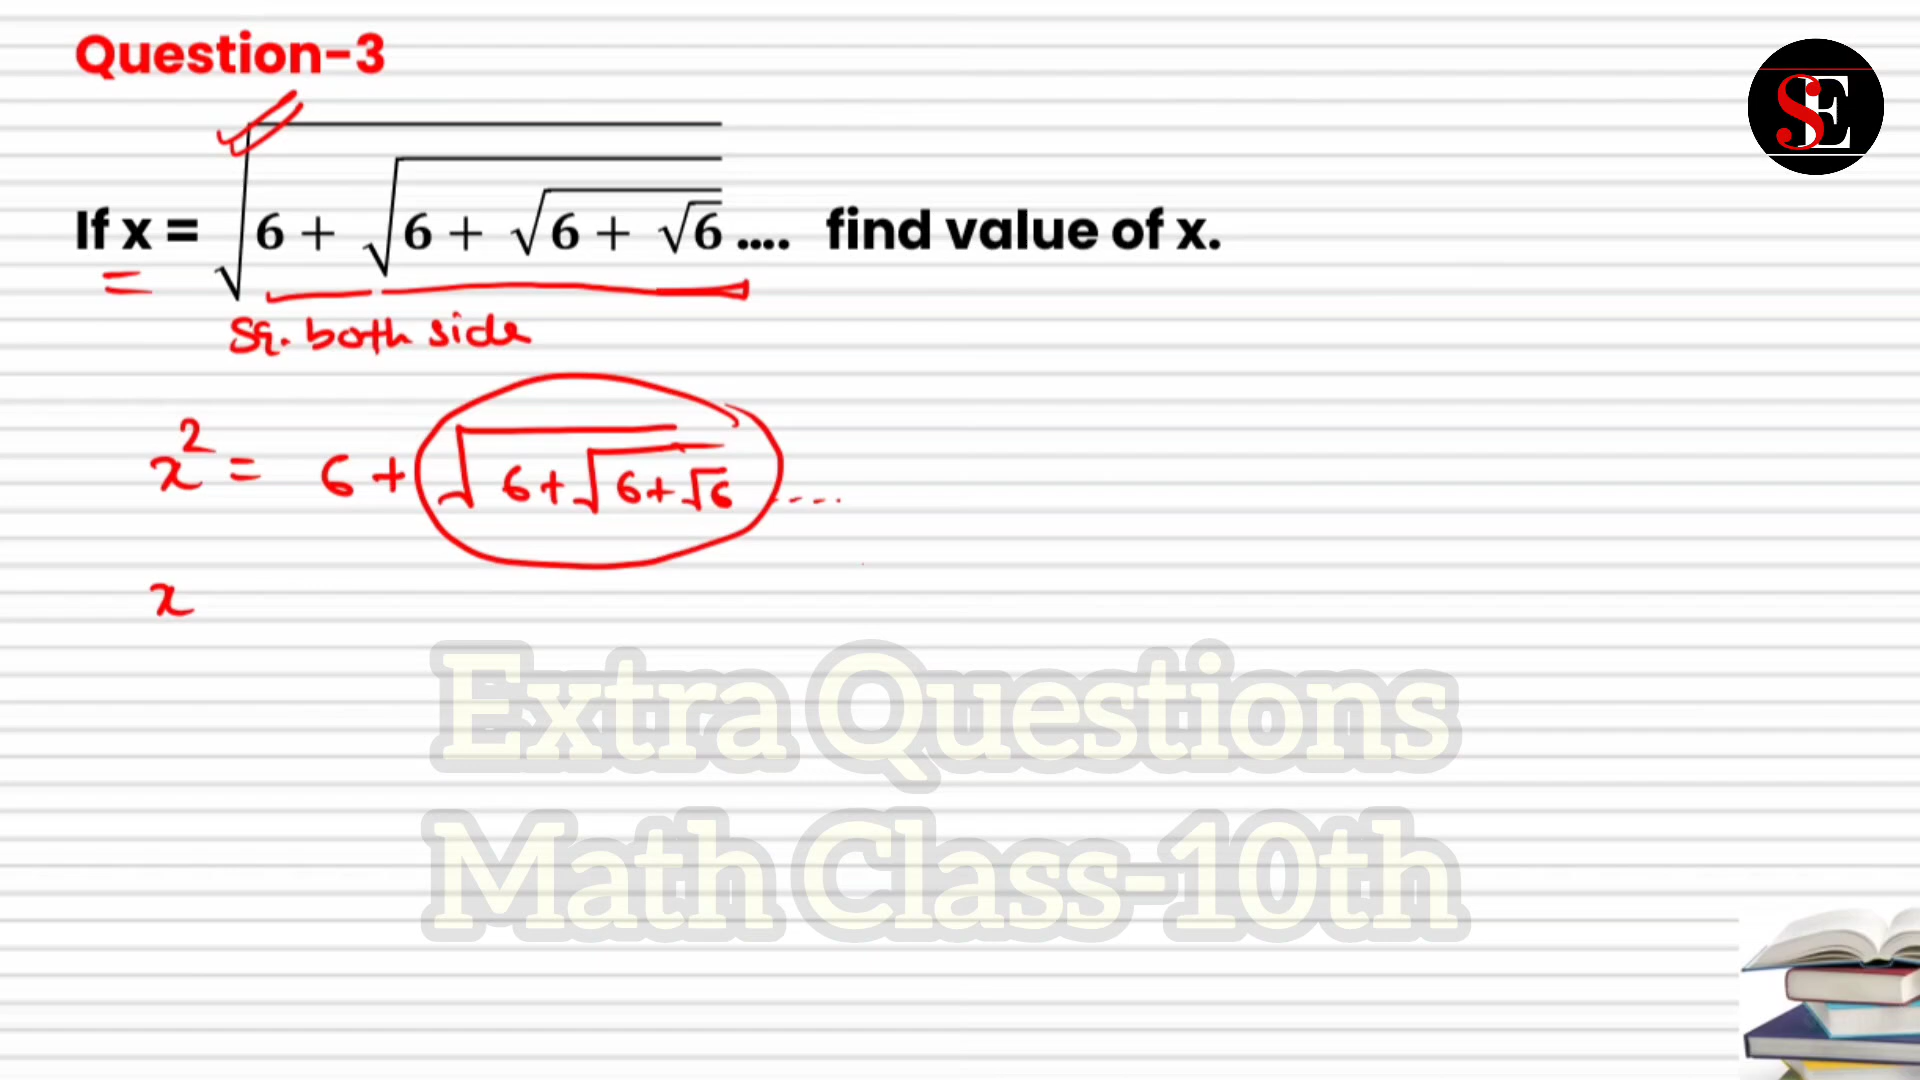 Question-3
SE
If x = √(6 + √(6 + √(6 + √6 .... find value of x.
Sq. both side
x² = 6 + √(6+√(6+√6 ....
x
Extra Questions
Math Class-10th